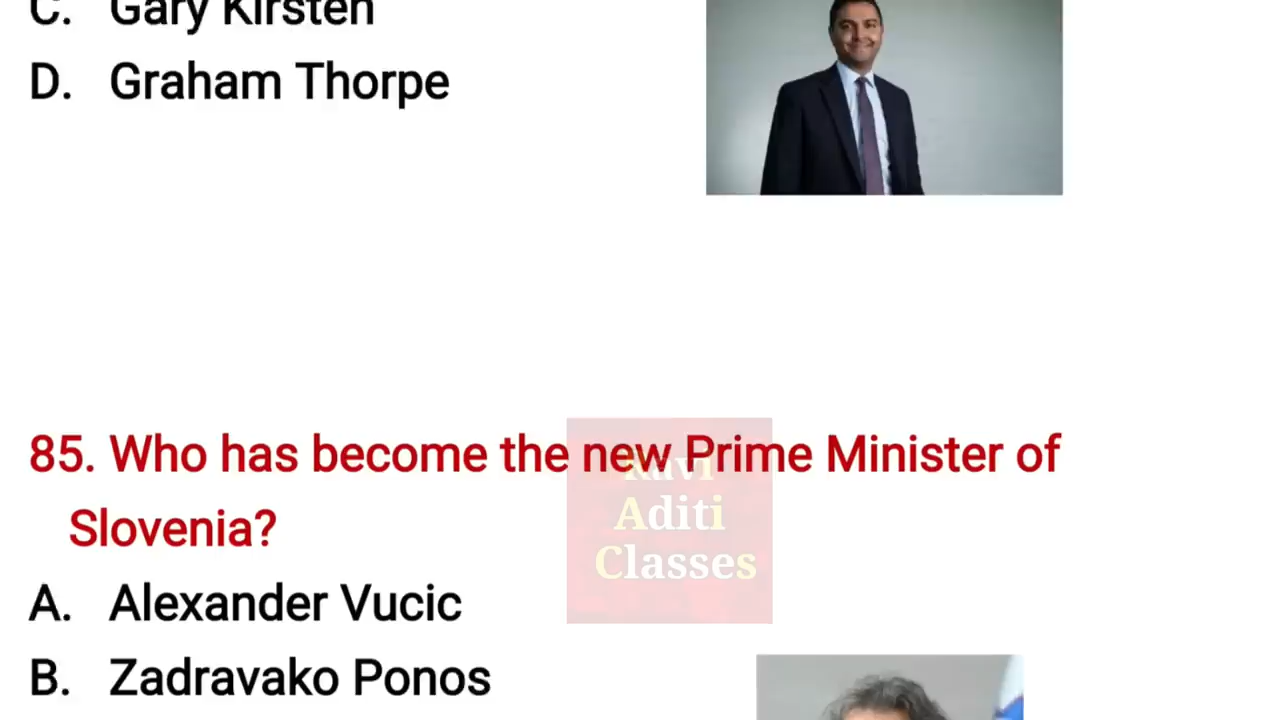 C. Gary Kirsten
D. Graham Thorpe
85. Who has become the new Prime Minister of
Slovenia?
Ravi
Aditi
Classes
A. Alexander Vucic
B. Zadravako Ponos